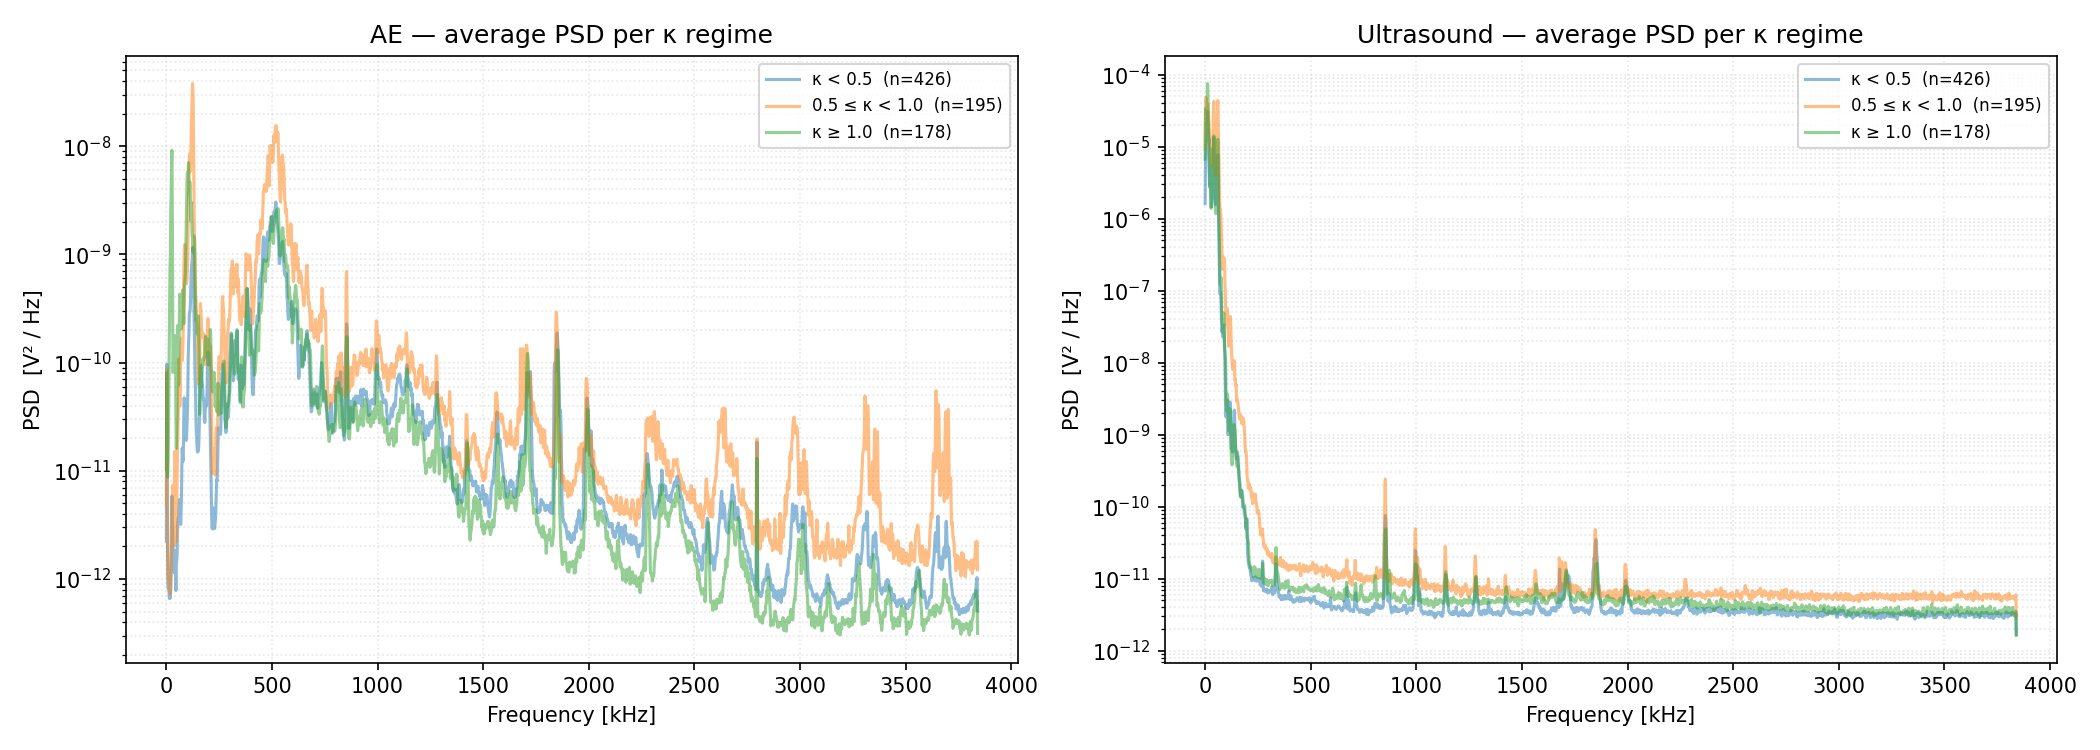 AE — average PSD per κ regime
PSD [V² / Hz]
10⁻⁸
10⁻⁹
10⁻¹⁰
10⁻¹¹
10⁻¹²
κ < 0.5 (n=426)
0.5 ≤ κ < 1.0 (n=195)
κ ≥ 1.0 (n=178)
0 500 1000 1500 2000 2500 3000 3500 4000
Frequency [kHz]
Ultrasound — average PSD per κ regime
PSD [V² / Hz]
10⁻⁴
10⁻⁵
10⁻⁶
10⁻⁷
10⁻⁸
10⁻⁹
10⁻¹⁰
10⁻¹¹
10⁻¹²
κ < 0.5 (n=426)
0.5 ≤ κ < 1.0 (n=195)
κ ≥ 1.0 (n=178)
0 500 1000 1500 2000 2500 3000 3500 4000
Frequency [kHz]